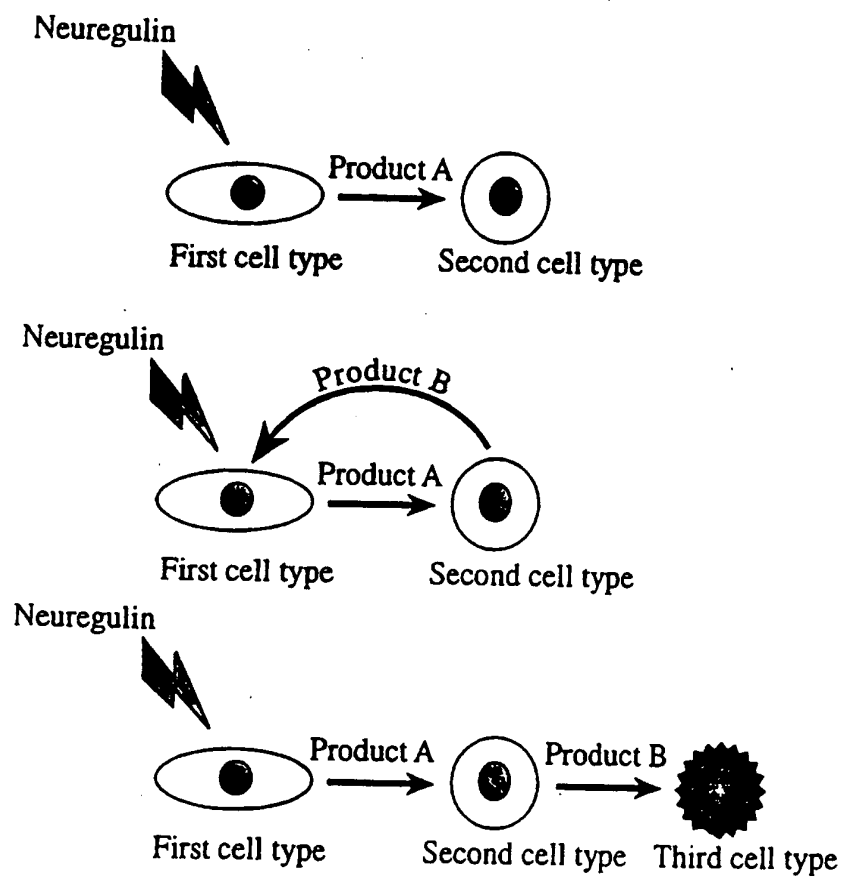 Neuregulin
Product A
First cell type Second cell type
Neuregulin
Product B
Product A
First cell type Second cell type
Neuregulin
Product A Product B
First cell type Second cell type Third cell type